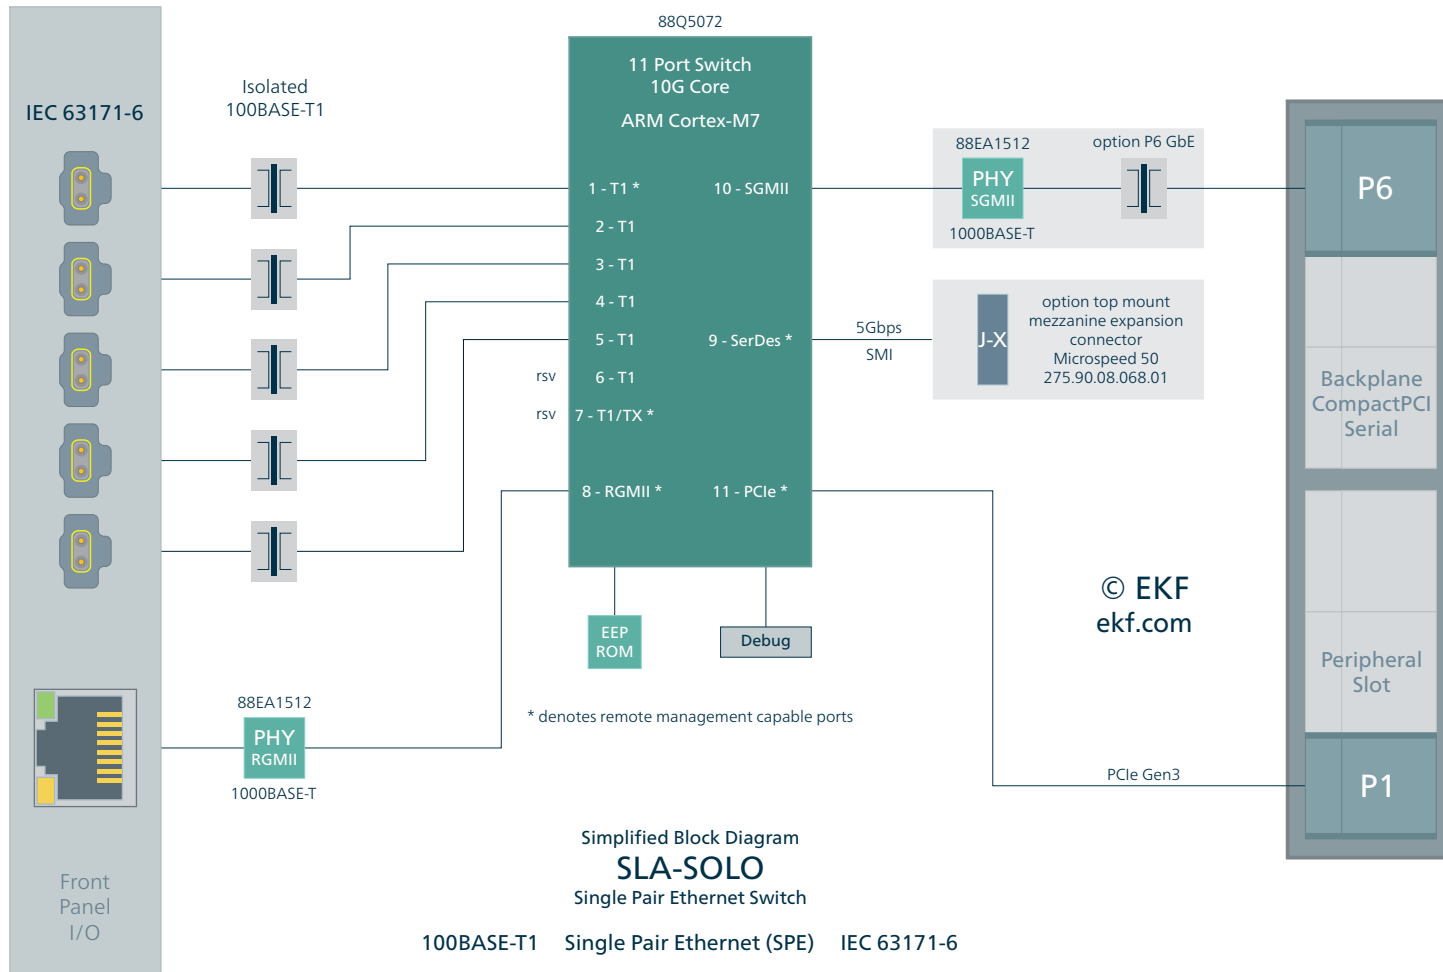 88Q5072
11 Port Switch
10G Core
ARM Cortex-M7
Isolated
100BASE-T1
IEC 63171-6
1 - T1 *
2 - T1
3 - T1
4 - T1
5 - T1
rsv
6 - T1
rsv
7 - T1/TX *
8 - RGMII *
10 - SGMII
9 - SerDes *
11 - PCIe *
88EA1512
option P6 GbE
PHY
SGMII
1000BASE-T
5Gbps
SMI
J-X
option top mount
mezzanine expansion
connector
Microspeed 50
275.90.08.068.01
P6
Backplane
CompactPCI
Serial
Peripheral
Slot
P1
PCIe Gen3
© EKF
ekf.com
EEP
ROM
Debug
* denotes remote management capable ports
88EA1512
PHY
RGMII
1000BASE-T
Front
Panel
I/O
Simplified Block Diagram
SLA-SOLO
Single Pair Ethernet Switch
100BASE-T1 Single Pair Ethernet (SPE) IEC 63171-6